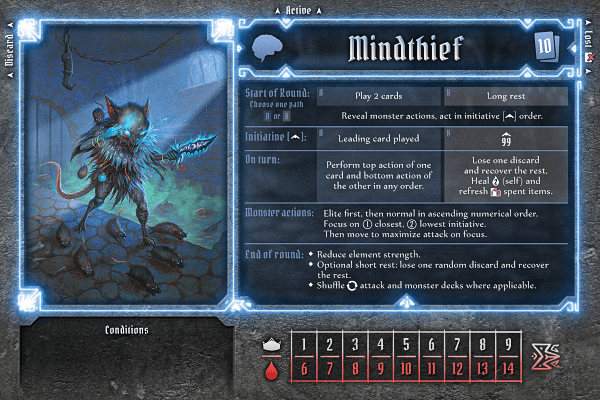 Active
Discard
Lost
Mindthief
10
Start of Round:
Choose one path
A or B
A Play 2 cards
B Long rest
Reveal monster actions, act in initiative [ ] order.
Initiative [ ]:
A Leading card played
B 99
On turn:
Perform top action of one
card and bottom action of
the other in any order.
Lose one discard
and recover the rest,
Heal (self) and
refresh spent items.
Monster actions:
Elite first, then normal in ascending numerical order.
Focus on ① closest, ② lowest initiative.
Then move to maximize attack on focus.
End of round:
◆ Reduce element strength.
◆ Optional short rest: lose one random discard and recover
the rest.
◆ Shuffle attack and monster decks where applicable.
Conditions
1 2 3 4 5 6 7 8 9
6 7 8 9 10 11 12 13 14